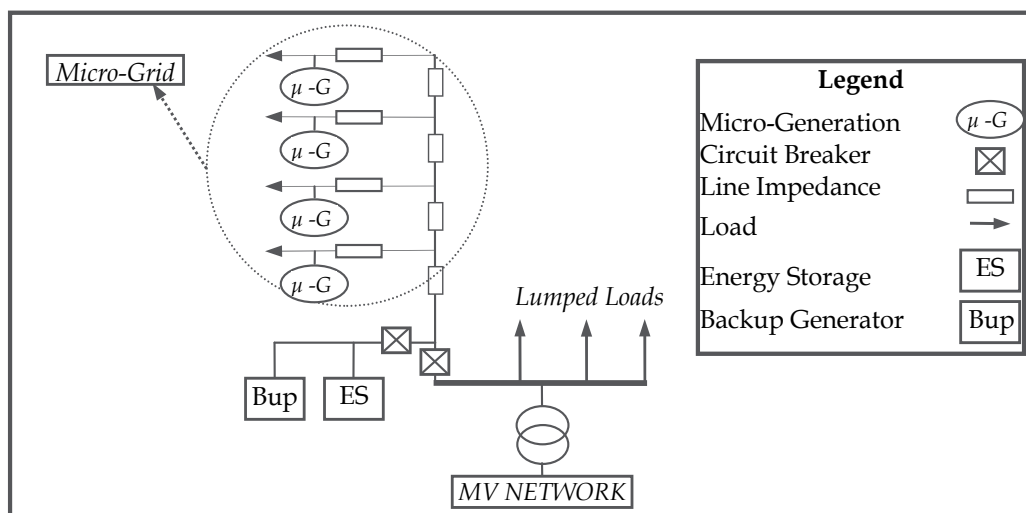 Micro-Grid
μ -G
μ -G
μ -G
μ -G
Lumped Loads
Bup
ES
MV NETWORK
Legend
Micro-Generation
μ -G
Circuit Breaker
Line Impedance
Load
Energy Storage
ES
Backup Generator
Bup